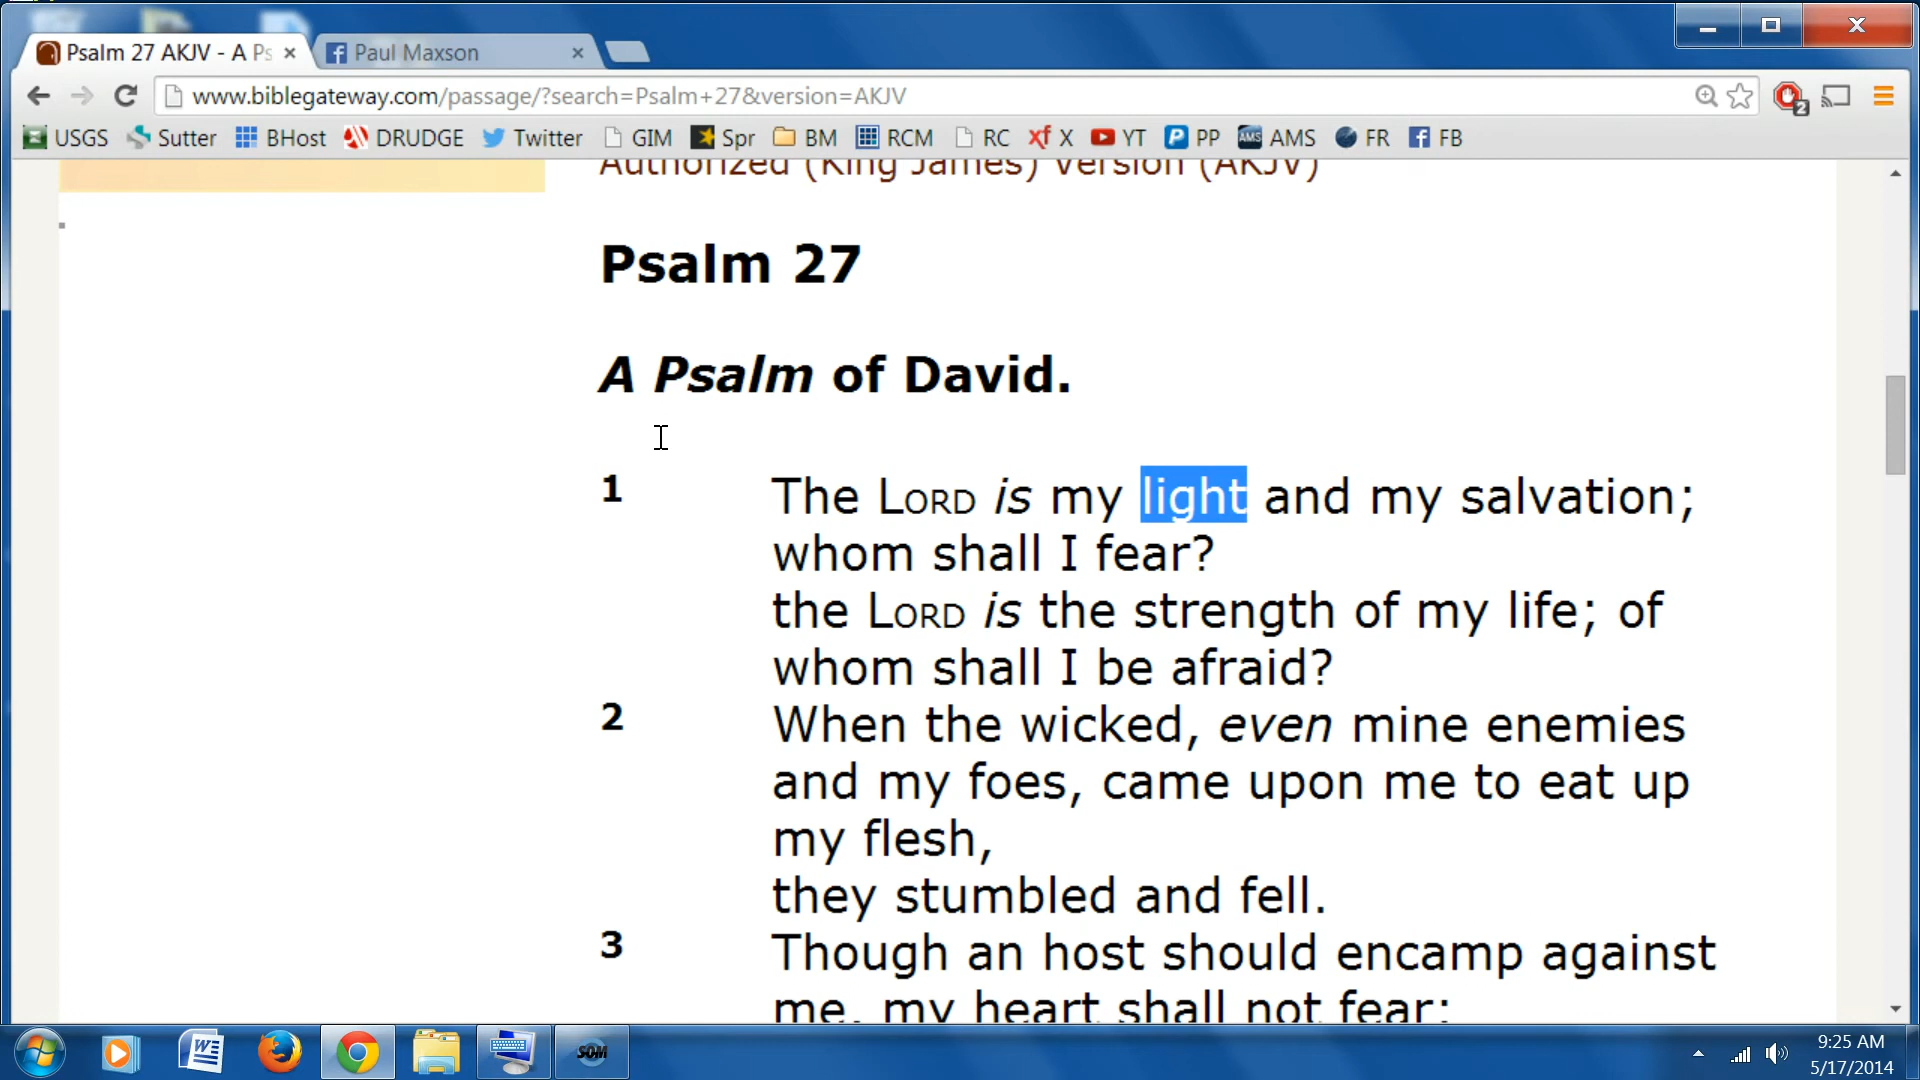 Psalm 27 AKJV - A Ps
Paul Maxson
www.biblegateway.com/passage/?search=Psalm+27&version=AKJV
2
USGS Sutter BHost DRUDGE Twitter GIM Spr BM RCM RC X YT PP AMS AMS FR FB
Authorized (King James) Version (AKJV)
Psalm 27
A Psalm of David.
1 The LORD is my light and my salvation;
whom shall I fear?
the LORD is the strength of my life; of
whom shall I be afraid?
2 When the wicked, even mine enemies
and my foes, came upon me to eat up
my flesh,
they stumbled and fell.
3 Though an host should encamp against
me, my heart shall not fear:
SOM
9:25 AM
5/17/2014